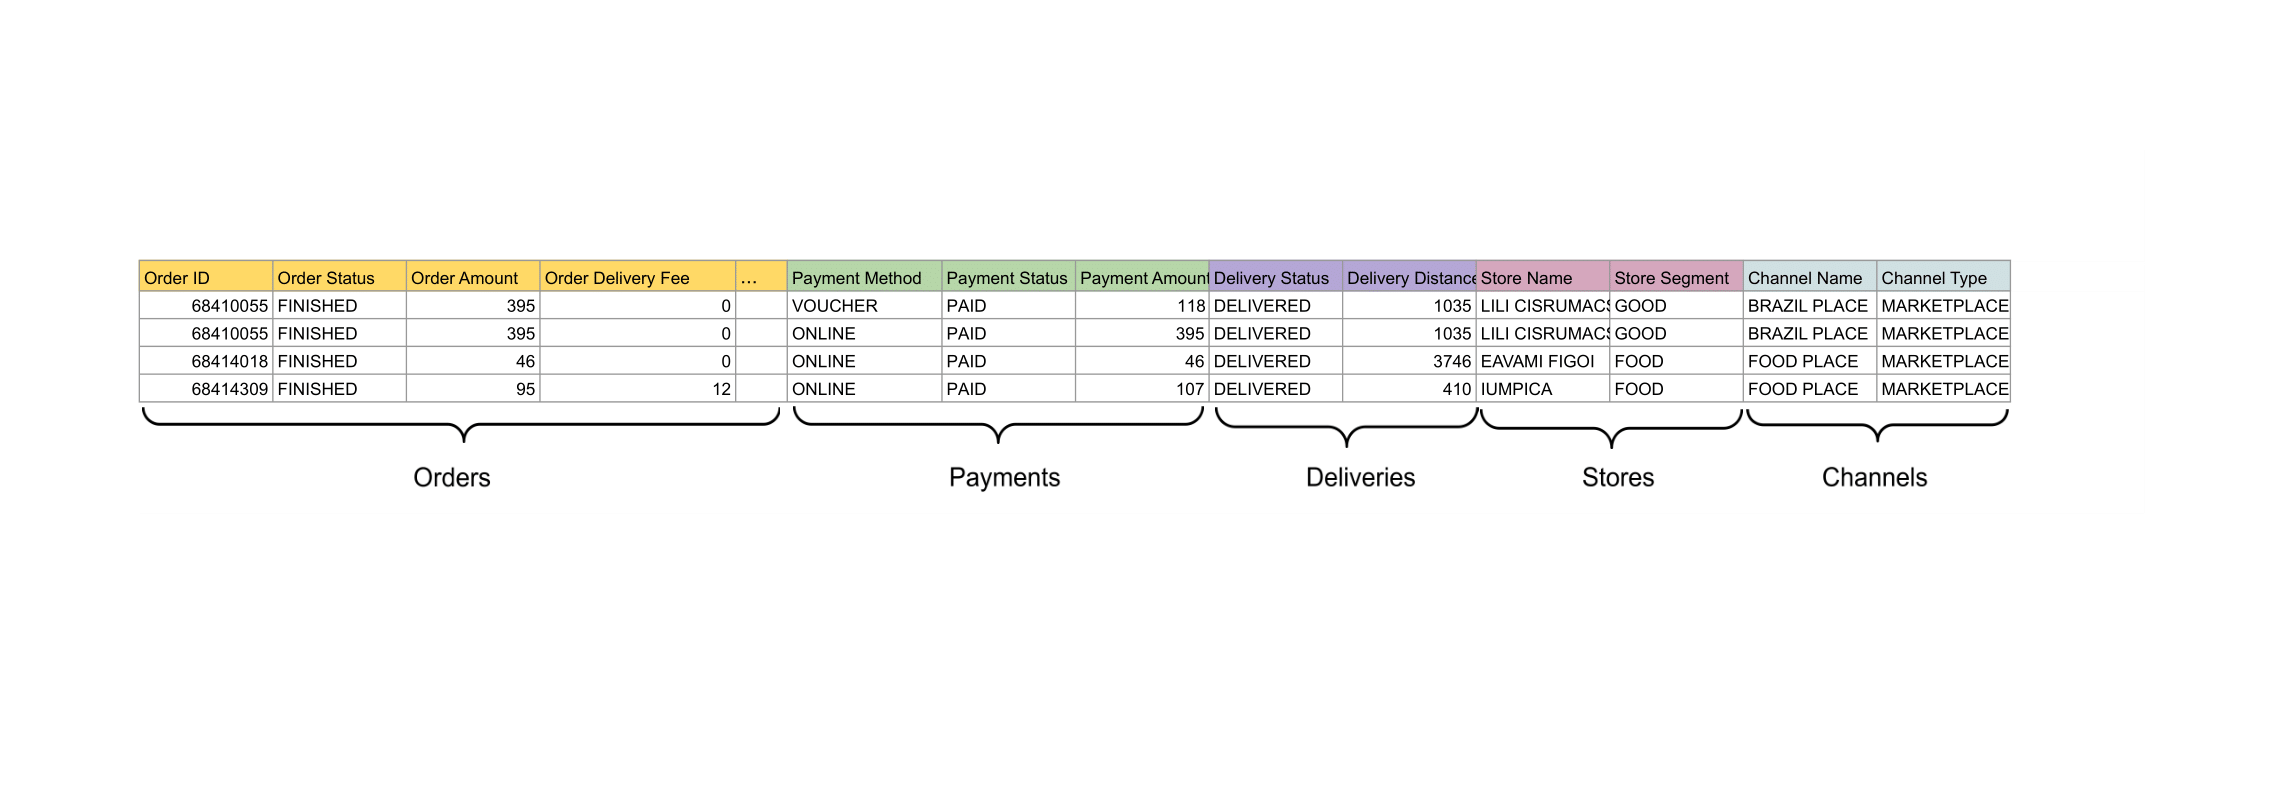 Order ID Order Status Order Amount Order Delivery Fee ... Payment Method Payment Status Payment Amount Delivery Status Delivery Distance Store Name Store Segment Channel Name Channel Type
68410055 FINISHED 395 0 VOUCHER PAID 118 DELIVERED 1035 LILI CISRUMACS GOOD BRAZIL PLACE MARKETPLACE
68410055 FINISHED 395 0 ONLINE PAID 395 DELIVERED 1035 LILI CISRUMACS GOOD BRAZIL PLACE MARKETPLACE
68414018 FINISHED 46 0 ONLINE PAID 46 DELIVERED 3746 EAVAMI FIGOI FOOD FOOD PLACE MARKETPLACE
68414309 FINISHED 95 12 ONLINE PAID 107 DELIVERED 410 IUMPICA FOOD FOOD PLACE MARKETPLACE
Orders Payments Deliveries Stores Channels